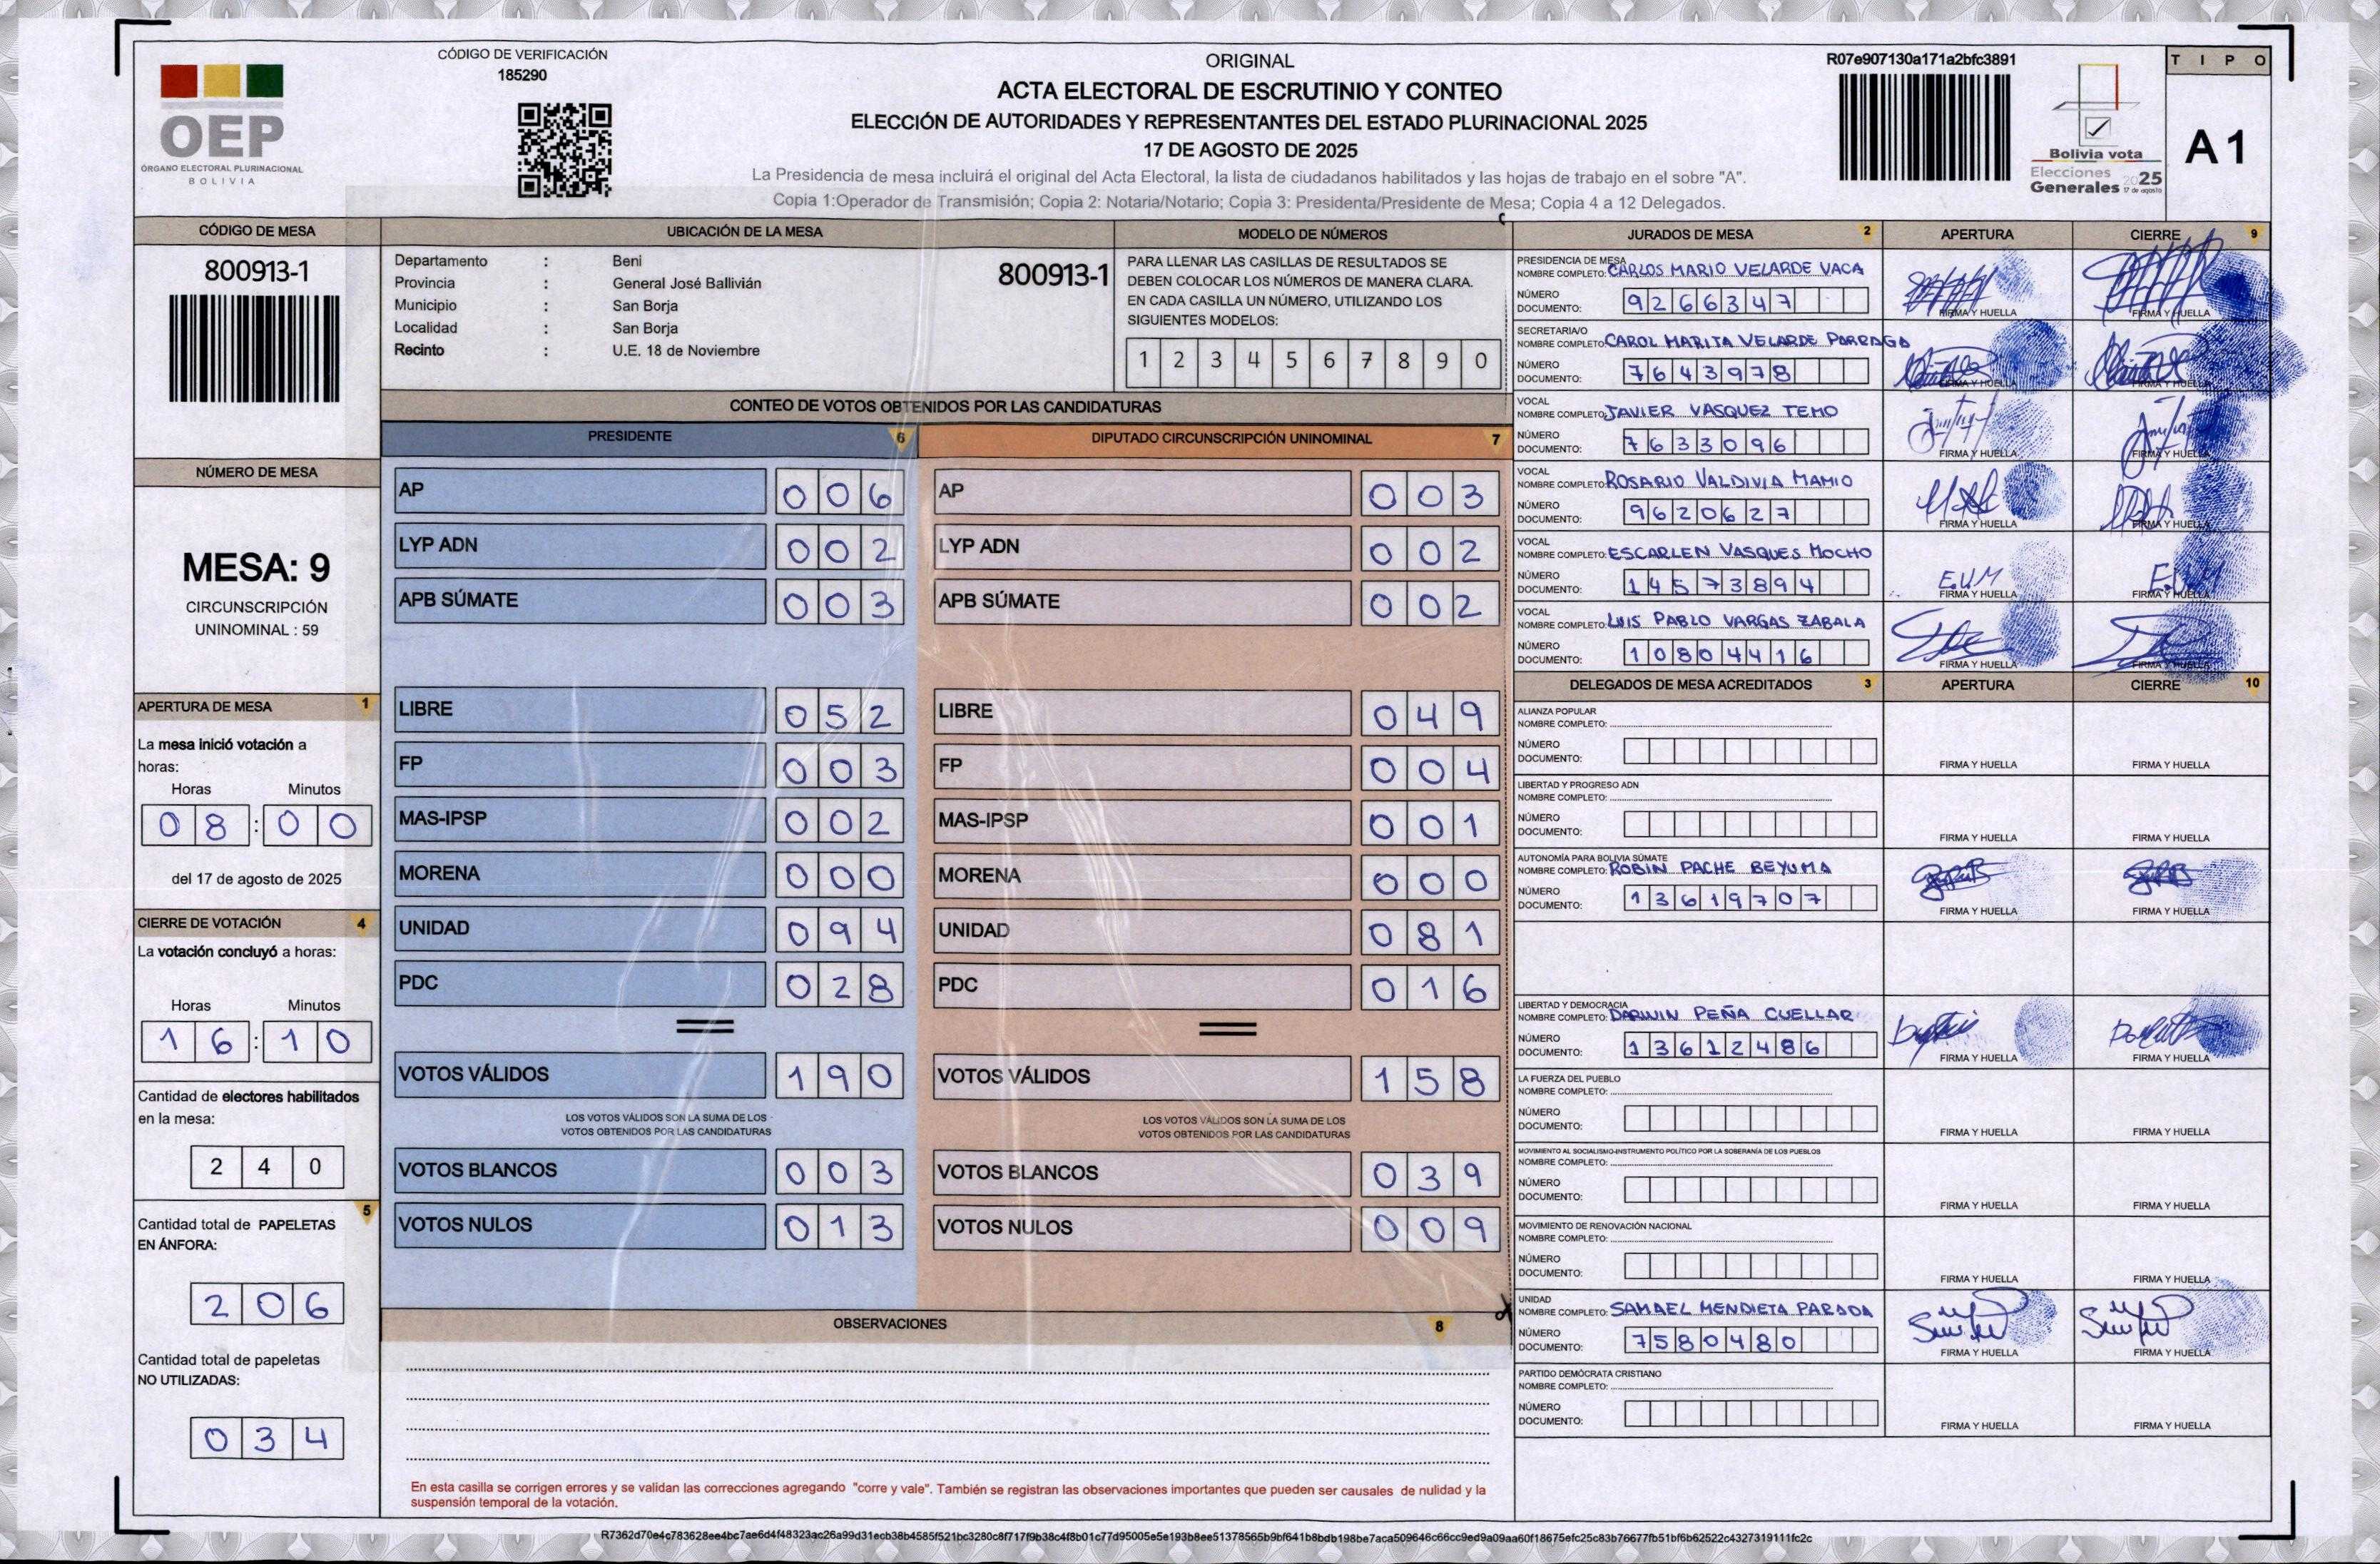 CÓDIGO DE VERIFICACIÓN
185290
OEP
ÓRGANO ELECTORAL PLURINACIONAL
BOLIVIA
ORIGINAL
ACTA ELECTORAL DE ESCRUTINIO Y CONTEO
ELECCIÓN DE AUTORIDADES Y REPRESENTANTES DEL ESTADO PLURINACIONAL 2025
17 DE AGOSTO DE 2025
La Presidencia de mesa incluirá el original del Acta Electoral, la lista de ciudadanos habilitados y las hojas de trabajo en el sobre "A".
Copia 1:Operador de Transmisión; Copia 2: Notaria/Notario; Copia 3: Presidenta/Presidente de Mesa; Copia 4 a 12 Delegados.
R07e907130a171a2bfc3891
Bolivia vota
Elecciones
Generales 2025
17 de agosto
TIPO
A1
CÓDIGO DE MESA
800913-1
NÚMERO DE MESA
MESA: 9
CIRCUNSCRIPCIÓN
UNINOMINAL : 59
APERTURA DE MESA 1
La mesa inició votación a
horas:
Horas Minutos
08:00
del 17 de agosto de 2025
CIERRE DE VOTACIÓN 4
La votación concluyó a horas:
Horas Minutos
16:10
Cantidad de electores habilitados
en la mesa:
240
5
Cantidad total de PAPELETAS
EN ÁNFORA:
206
Cantidad total de papeletas
NO UTILIZADAS:
034
UBICACIÓN DE LA MESA
Departamento : Beni
Provincia : General José Ballivián
Municipio : San Borja
Localidad : San Borja
Recinto : U.E. 18 de Noviembre
800913-1
MODELO DE NÚMEROS
PARA LLENAR LAS CASILLAS DE RESULTADOS SE
DEBEN COLOCAR LOS NÚMEROS DE MANERA CLARA.
EN CADA CASILLA UN NÚMERO, UTILIZANDO LOS
SIGUIENTES MODELOS:
1 2 3 4 5 6 7 8 9 0
CONTEO DE VOTOS OBTENIDOS POR LAS CANDIDATURAS
PRESIDENTE 6
AP 006
LYP ADN 002
APB SÚMATE 003
LIBRE 052
FP 003
MAS-IPSP 002
MORENA 000
UNIDAD 094
PDC 028
VOTOS VÁLIDOS 190
LOS VOTOS VÁLIDOS SON LA SUMA DE LOS
VOTOS OBTENIDOS POR LAS CANDIDATURAS
VOTOS BLANCOS 003
VOTOS NULOS 013
DIPUTADO CIRCUNSCRIPCIÓN UNINOMINAL 7
AP 003
LYP ADN 002
APB SÚMATE 002
LIBRE 049
FP 004
MAS-IPSP 001
MORENA 000
UNIDAD 081
PDC 016
VOTOS VÁLIDOS 158
LOS VOTOS VÁLIDOS SON LA SUMA DE LOS
VOTOS OBTENIDOS POR LAS CANDIDATURAS
VOTOS BLANCOS 039
VOTOS NULOS 009
OBSERVACIONES 8
En esta casilla se corrigen errores y se validan las correcciones agregando "corre y vale". También se registran las observaciones importantes que pueden ser causales de nulidad y la
suspensión temporal de la votación.
JURADOS DE MESA 2 APERTURA CIERRE 9
PRESIDENCIA DE MESA
NOMBRE COMPLETO: CARLOS MARIO VELARDE VACA
NÚMERO
DOCUMENTO: 9266347
FIRMA Y HUELLA FIRMA Y HUELLA
SECRETARIA/O
NOMBRE COMPLETO: CAROL MARITA VELARDE PARRAGA
NÚMERO
DOCUMENTO: 7643978
FIRMA Y HUELLA FIRMA Y HUELLA
VOCAL
NOMBRE COMPLETO: JAVIER VASQUEZ TEMO
NÚMERO
DOCUMENTO: 7633096
FIRMA Y HUELLA FIRMA Y HUELLA
VOCAL
NOMBRE COMPLETO: ROSARIO VALDIVIA MAMIO
NÚMERO
DOCUMENTO: 9620627
FIRMA Y HUELLA FIRMA Y HUELLA
VOCAL
NOMBRE COMPLETO: ESCARLEN VASQUES MOCHO
NÚMERO
DOCUMENTO: 14573894
FIRMA Y HUELLA FIRMA Y HUELLA
VOCAL
NOMBRE COMPLETO: LUIS PABLO VARGAS ZABALA
NÚMERO
DOCUMENTO: 10804416
FIRMA Y HUELLA FIRMA Y HUELLA
DELEGADOS DE MESA ACREDITADOS 3 APERTURA CIERRE 10
ALIANZA POPULAR
NOMBRE COMPLETO:
NÚMERO
DOCUMENTO:
FIRMA Y HUELLA FIRMA Y HUELLA
LIBERTAD Y PROGRESO ADN
NOMBRE COMPLETO:
NÚMERO
DOCUMENTO:
FIRMA Y HUELLA FIRMA Y HUELLA
AUTONOMÍA PARA BOLIVIA SÚMATE
NOMBRE COMPLETO: ROBIN PACHE BEYUMA
NÚMERO
DOCUMENTO: 13619707
FIRMA Y HUELLA FIRMA Y HUELLA
LIBERTAD Y DEMOCRACIA
NOMBRE COMPLETO: DARWIN PEÑA CUELLAR
NÚMERO
DOCUMENTO: 13612486
FIRMA Y HUELLA FIRMA Y HUELLA
LA FUERZA DEL PUEBLO
NOMBRE COMPLETO:
NÚMERO
DOCUMENTO:
FIRMA Y HUELLA FIRMA Y HUELLA
MOVIMIENTO AL SOCIALISMO-INSTRUMENTO POLÍTICO POR LA SOBERANÍA DE LOS PUEBLOS
NOMBRE COMPLETO:
NÚMERO
DOCUMENTO:
FIRMA Y HUELLA FIRMA Y HUELLA
MOVIMIENTO DE RENOVACIÓN NACIONAL
NOMBRE COMPLETO:
NÚMERO
DOCUMENTO:
FIRMA Y HUELLA FIRMA Y HUELLA
UNIDAD
NOMBRE COMPLETO: SAMAEL MENDIETA PARADA
NÚMERO
DOCUMENTO: 7580480
FIRMA Y HUELLA FIRMA Y HUELLA
PARTIDO DEMÓCRATA CRISTIANO
NOMBRE COMPLETO:
NÚMERO
DOCUMENTO:
FIRMA Y HUELLA FIRMA Y HUELLA